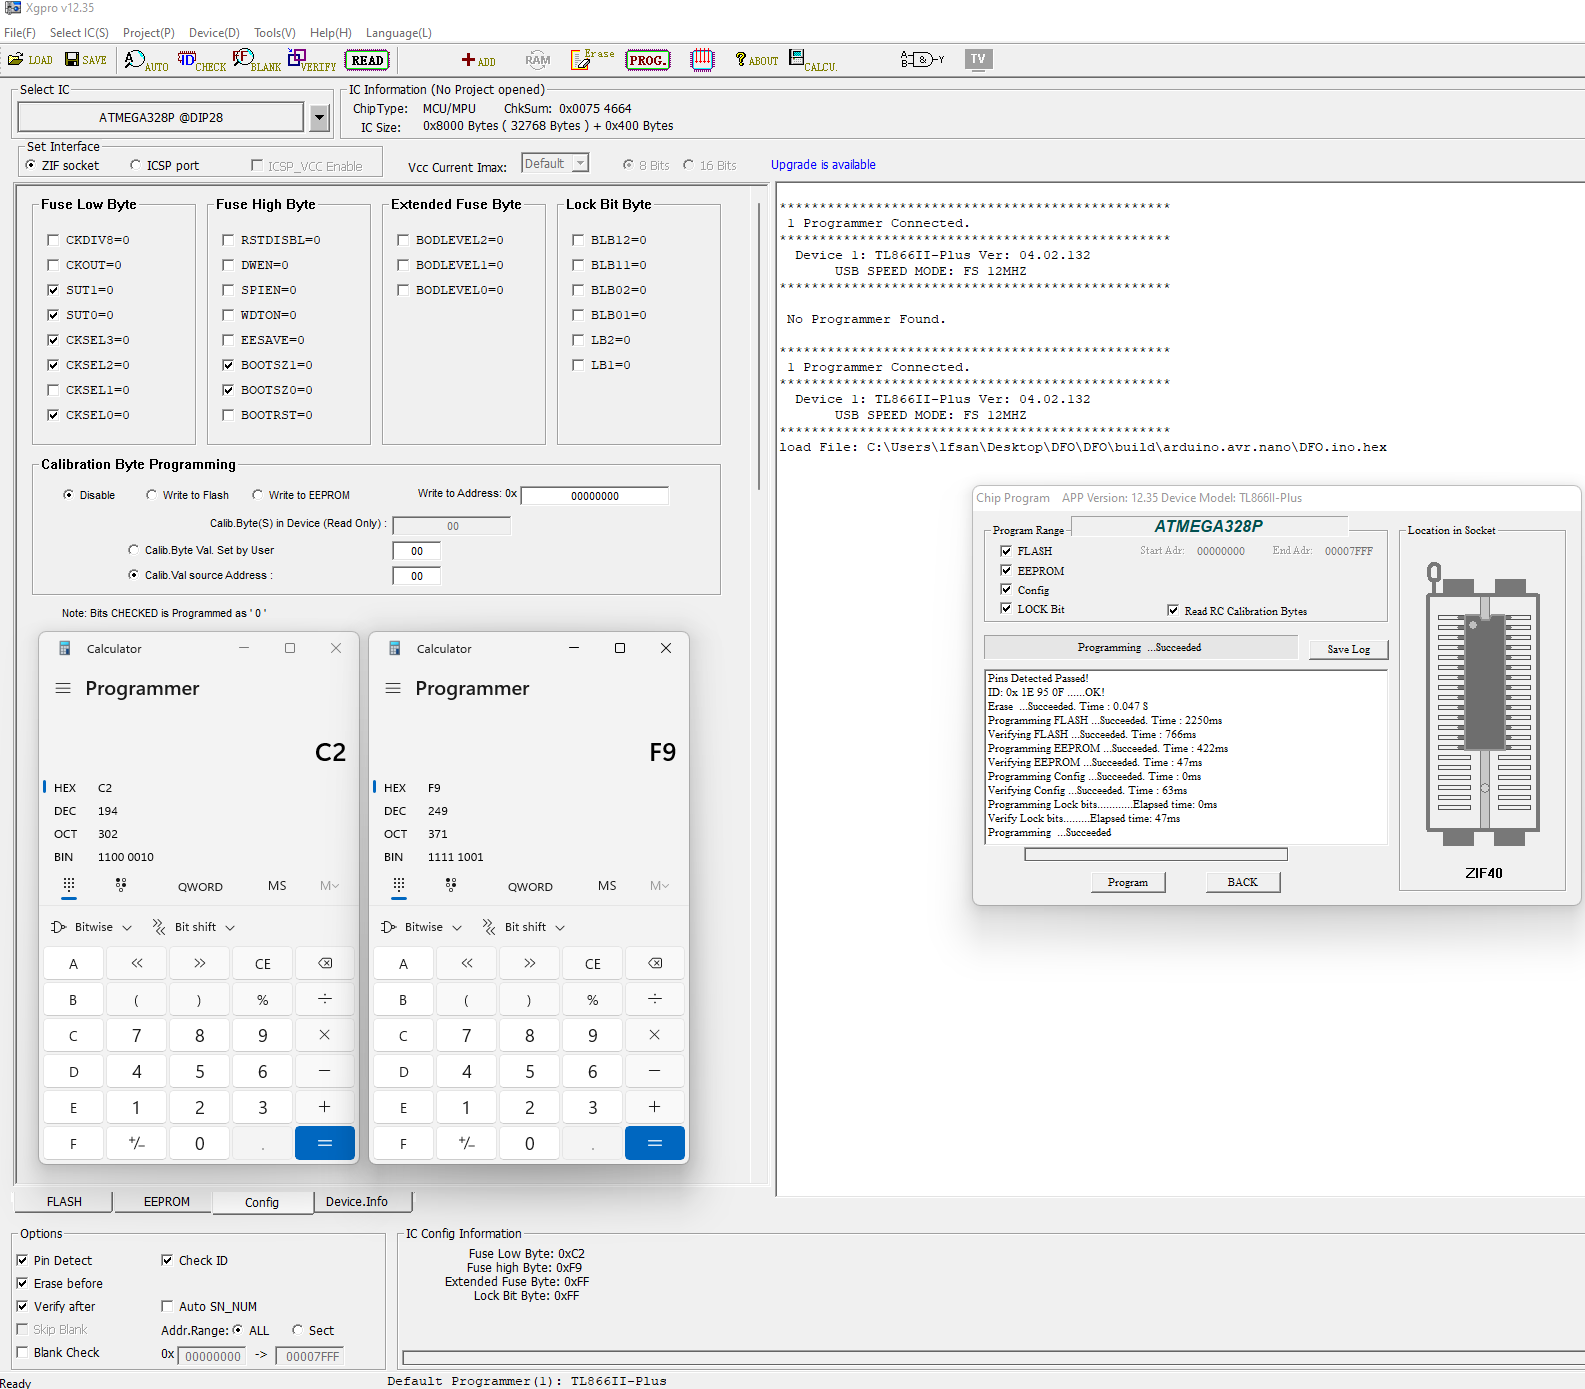 Xgpro v12.35
File(F) Select IC(S) Project(P) Device(D) Tools(V) Help(H) Language(L)
LOAD SAVE AUTO CHECK BLANK VERIFY READ ADD RAM Erase PROG. ABOUT CALCU. TV
Select IC
ATMEGA328P @DIP28
IC Information (No Project opened)
ChipType: MCU/MPU ChkSum: 0x0075 4664
IC Size: 0x8000 Bytes ( 32768 Bytes ) + 0x400 Bytes
Set Interface
ZIF socket ICSP port ICSP_VCC Enable
Vcc Current Imax: Default 8 Bits 16 Bits
Upgrade is available
Fuse Low Byte
CKDIV8=0
CKOUT=0
SUT1=0
SUT0=0
CKSEL3=0
CKSEL2=0
CKSEL1=0
CKSEL0=0
Fuse High Byte
RSTDISBL=0
DWEN=0
SPIEN=0
WDTON=0
EESAVE=0
BOOTSZ1=0
BOOTSZ0=0
BOOTRST=0
Extended Fuse Byte
BODLEVEL2=0
BODLEVEL1=0
BODLEVEL0=0
Lock Bit Byte
BLB12=0
BLB11=0
BLB02=0
BLB01=0
LB2=0
LB1=0
Calibration Byte Programming
Disable Write to Flash Write to EEPROM Write to Address: 0x 00000000
Calib.Byte(S) in Device (Read Only) : 00
Calib.Byte Val. Set by User 00
Calib.Val source Address : 00
Note: Bits CHECKED is Programmed as ' 0 '
Calculator
Programmer
C2
HEX C2
DEC 194
OCT 302
BIN 1100 0010
QWORD MS M
Bitwise Bit shift
A << >> CE
B ( ) % ÷
C 7 8 9 ×
D 4 5 6 −
E 1 2 3 +
F +/− 0 . =
Calculator
Programmer
F9
HEX F9
DEC 249
OCT 371
BIN 1111 1001
QWORD MS M
Bitwise Bit shift
A << >> CE
B ( ) % ÷
C 7 8 9 ×
D 4 5 6 −
E 1 2 3 +
F +/− 0 . =
*************************************************
1 Programmer Connected.
*************************************************
Device 1: TL866II-Plus Ver: 04.02.132
USB SPEED MODE: FS 12MHZ
*************************************************
No Programmer Found.
*************************************************
1 Programmer Connected.
*************************************************
Device 1: TL866II-Plus Ver: 04.02.132
USB SPEED MODE: FS 12MHZ
*************************************************
load File: C:\Users\lfsan\Desktop\DFO\DFO\build\arduino.avr.nano\DFO.ino.hex
Chip Program APP Version: 12.35 Device Model: TL866II-Plus
Program Range ATMEGA328P
FLASH Start Adr: 00000000 End Adr: 00007FFF
EEPROM
Config
LOCK Bit Read RC Calibration Bytes
Programming ...Succeeded Save Log
Pins Detected Passed!
ID: 0x 1E 95 0F ......OK!
Erase ...Succeeded. Time : 0.047 S
Programming FLASH ...Succeeded. Time : 2250ms
Verifying FLASH ...Succeeded. Time : 766ms
Programming EEPROM ...Succeeded. Time : 422ms
Verifying EEPROM ...Succeeded. Time : 47ms
Programming Config ...Succeeded. Time : 0ms
Verifying Config ...Succeeded. Time : 63ms
Programming Lock bits............Elapsed time: 0ms
Verify Lock bits.........Elapsed time: 47ms
Programming ...Succeeded
Program BACK
Location in Socket
ZIF40
FLASH EEPROM Config Device.Info
Options
Pin Detect Check ID
Erase before
Verify after Auto SN_NUM
Skip Blank Addr.Range: ALL Sect
Blank Check 0x 00000000 -> 00007FFF
IC Config Information
Fuse Low Byte: 0xC2
Fuse high Byte: 0xF9
Extended Fuse Byte: 0xFF
Lock Bit Byte: 0xFF
Ready Default Programmer(1): TL866II-Plus